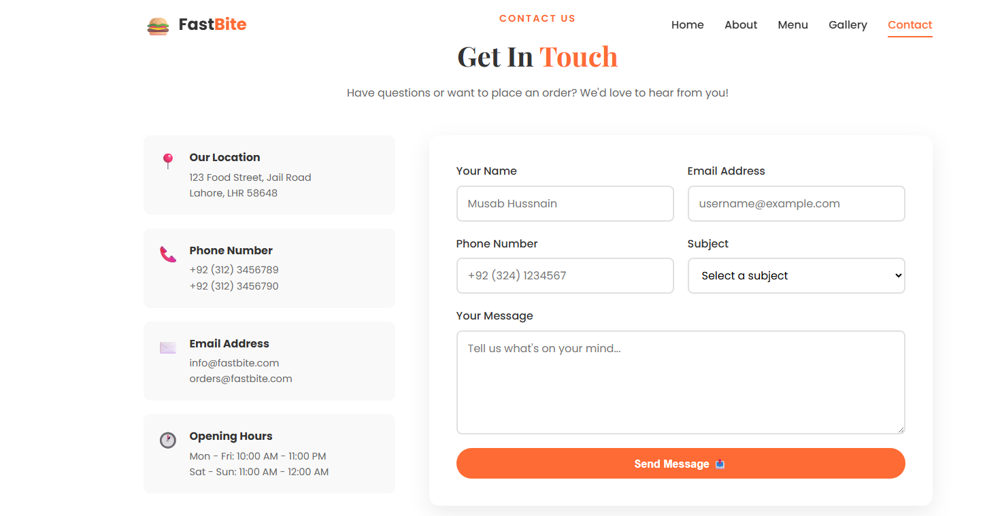 FastBite
CONTACT US
Home About Menu Gallery Contact
Get In Touch
Have questions or want to place an order? We'd love to hear from you!
Our Location
123 Food Street, Jail Road
Lahore, LHR 58648
Phone Number
+92 (312) 3456789
+92 (312) 3456790
Email Address
info@fastbite.com
orders@fastbite.com
Opening Hours
Mon - Fri: 10:00 AM - 11:00 PM
Sat - Sun: 11:00 AM - 12:00 AM
Your Name
Musab Hussnain
Email Address
username@example.com
Phone Number
+92 (324) 1234567
Subject
Select a subject
Your Message
Tell us what's on your mind...
Send Message